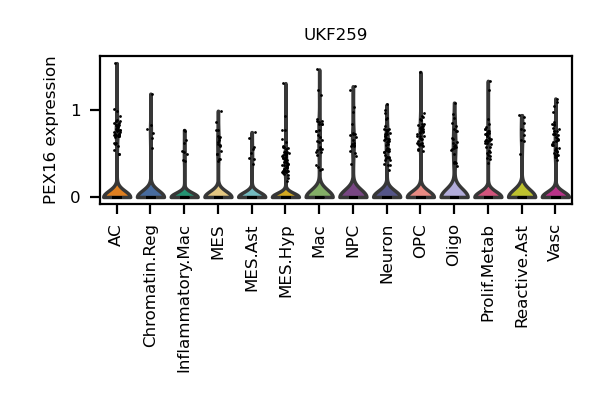 UKF259
PEX16 expression
1
0
AC
Chromatin.Reg
Inflammatory.Mac
MES
MES.Ast
MES.Hyp
Mac
NPC
Neuron
OPC
Oligo
Prolif.Metab
Reactive.Ast
Vasc